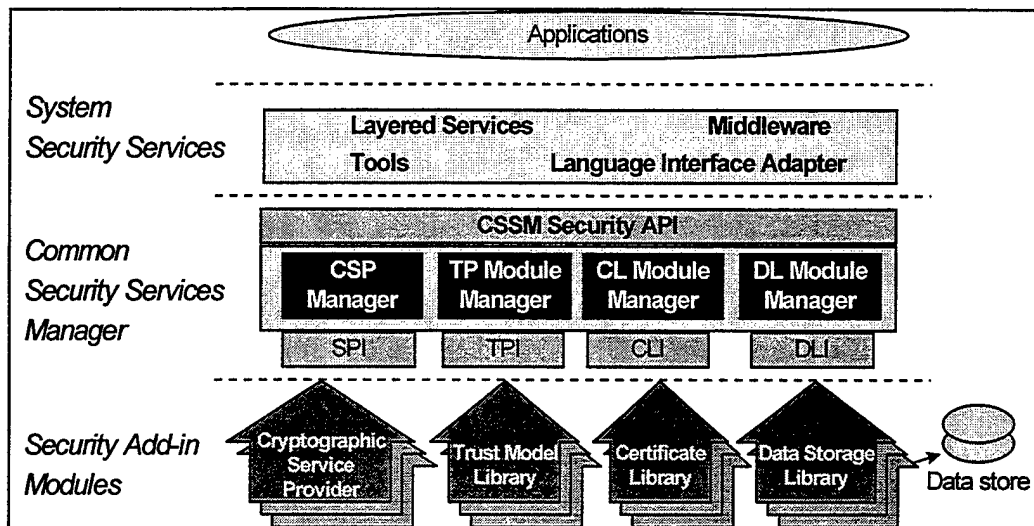 Applications
System
Security Services
Layered Services Middleware
Tools Language Interface Adapter
Common
Security Services
Manager
CSSM Security API
CSP
Manager
TP Module
Manager
CL Module
Manager
DL Module
Manager
SPI TPI CLI DLI
Security Add-in
Modules
Cryptographic
Service
Provider
Trust Model
Library
Certificate
Library
Data Storage
Library
Data store